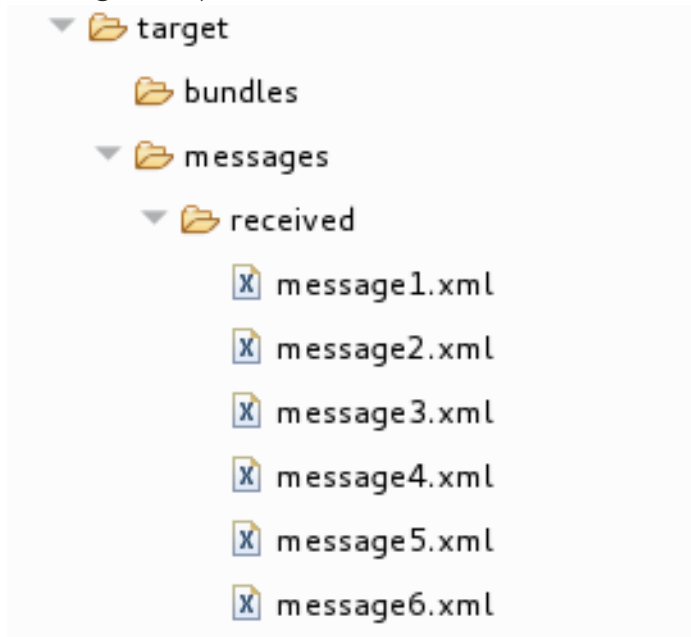 target
bundles
messages
received
message1.xml
message2.xml
message3.xml
message4.xml
message5.xml
message6.xml